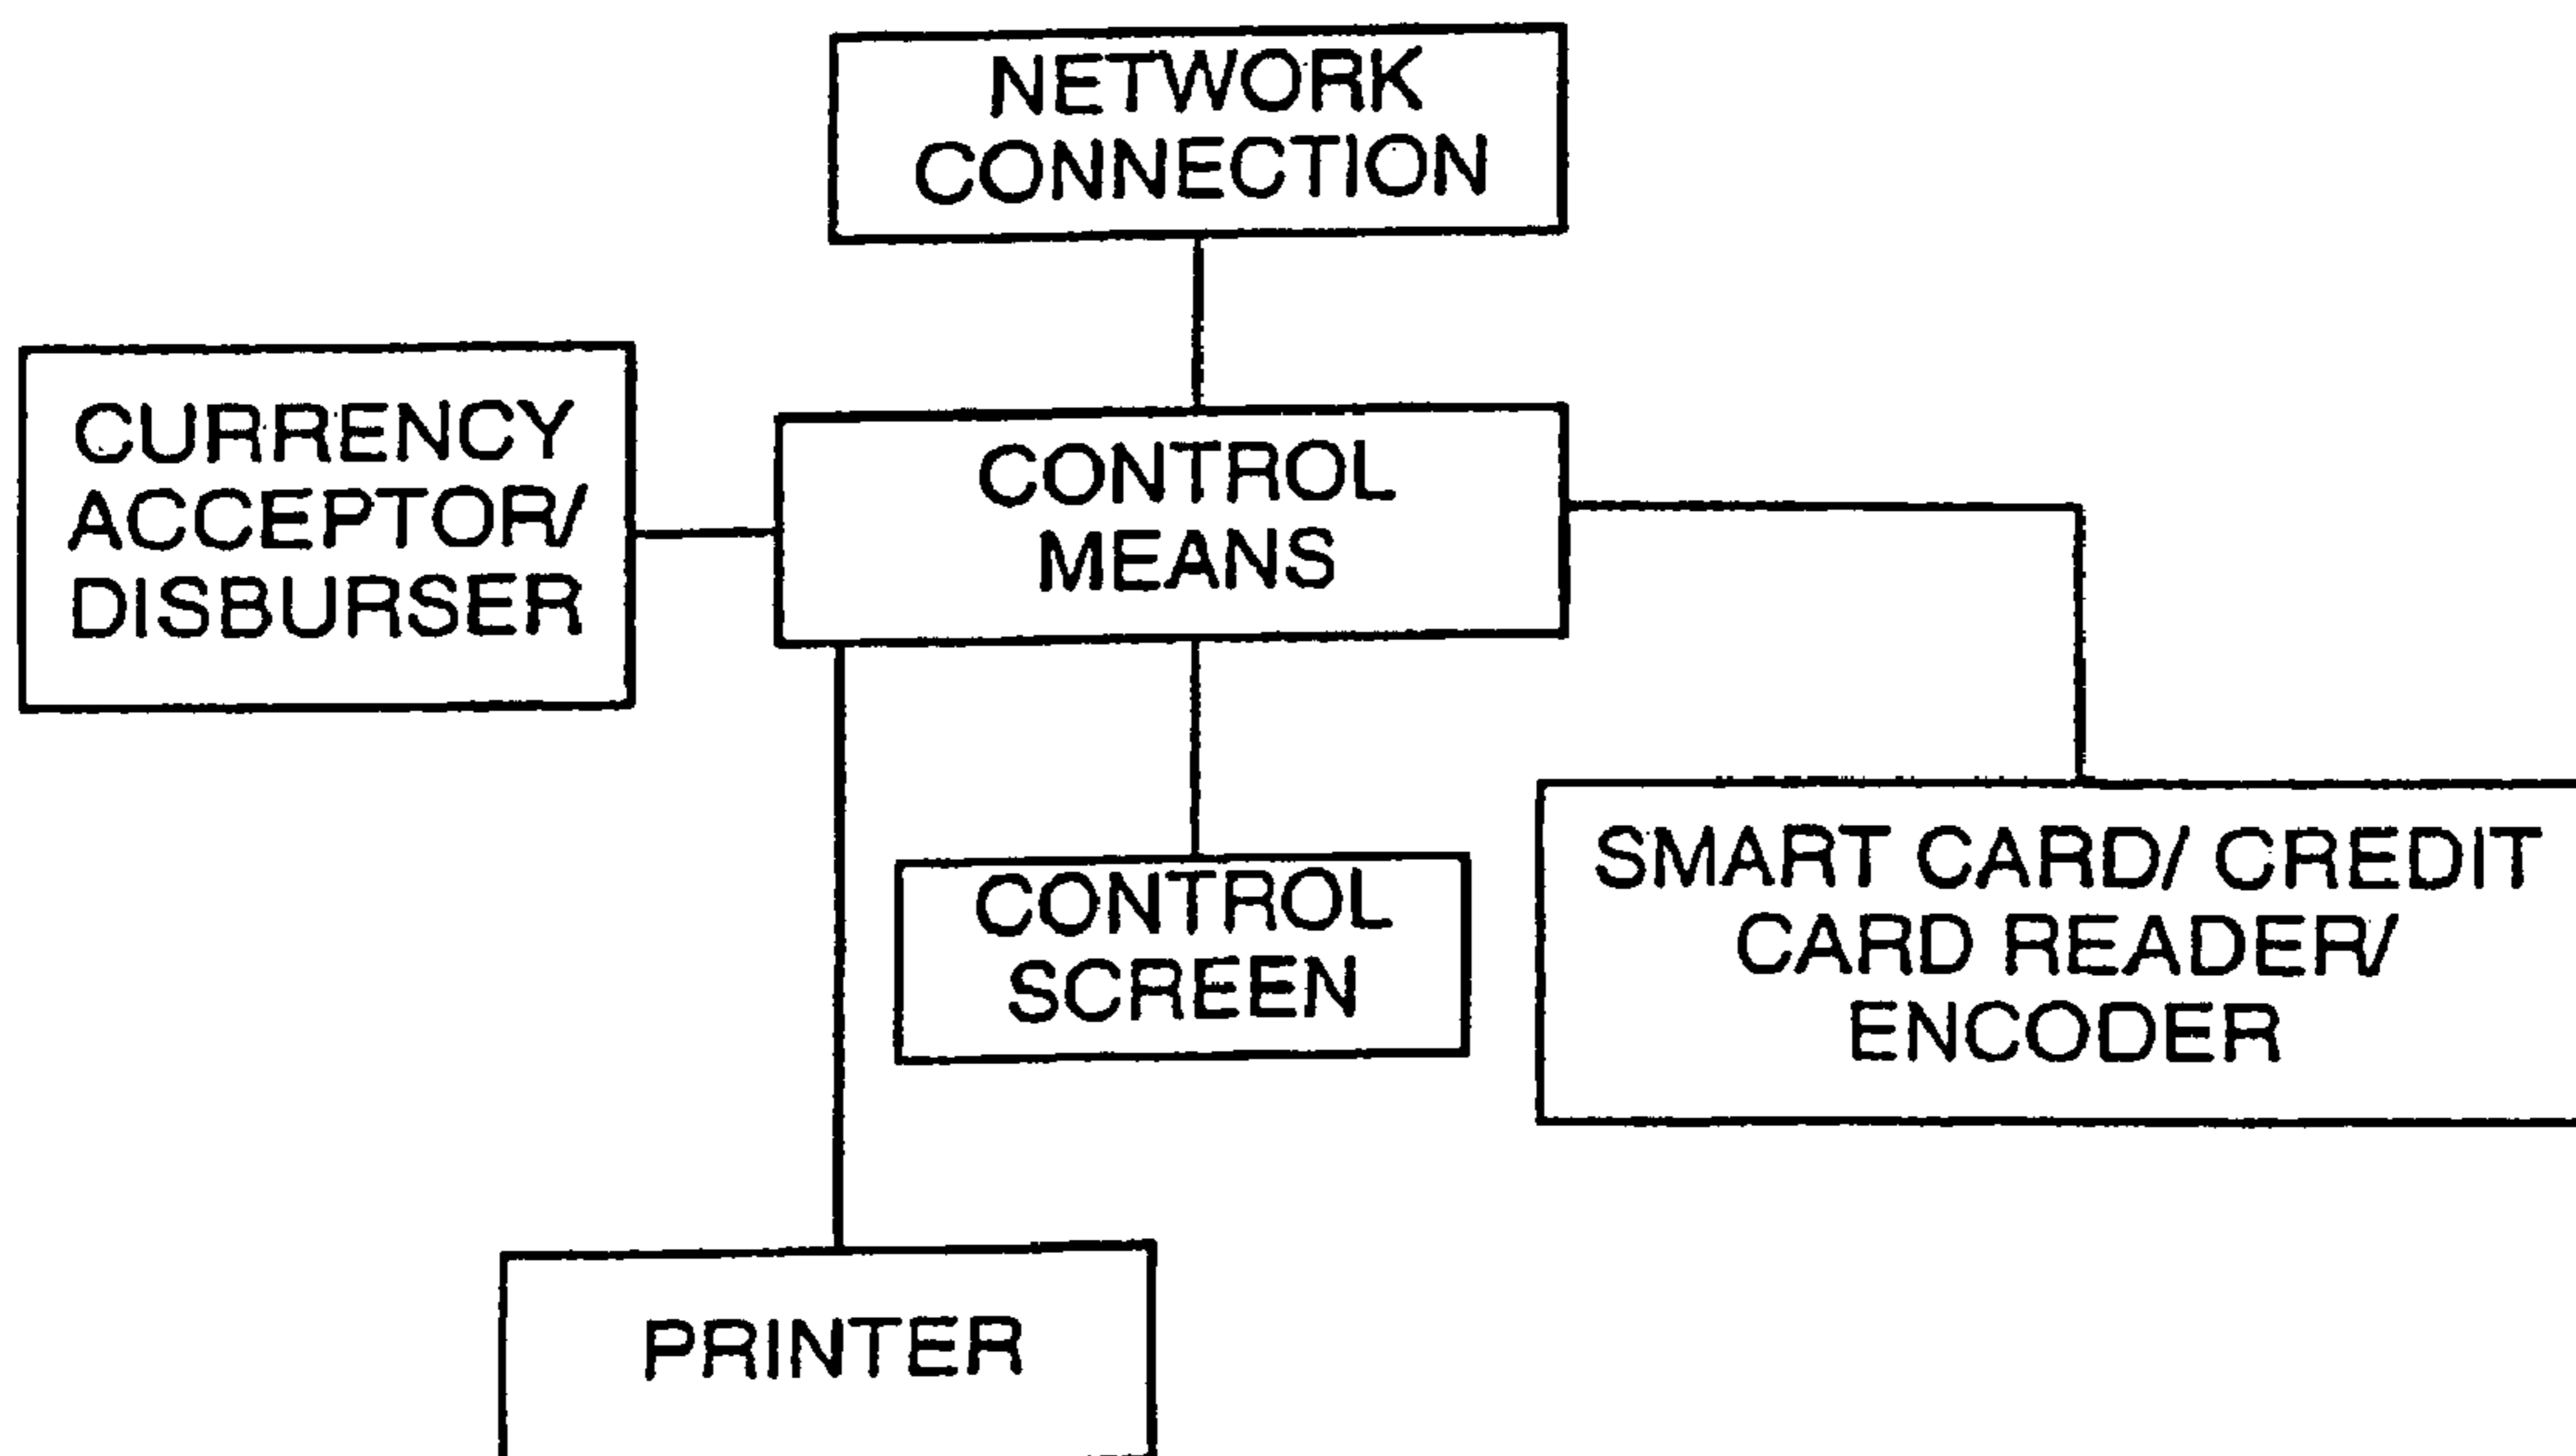 NETWORK
CONNECTION
CURRENCY
ACCEPTOR/
DISBURSER
CONTROL
MEANS
CONTROL
SCREEN
SMART CARD/ CREDIT
CARD READER/
ENCODER
PRINTER